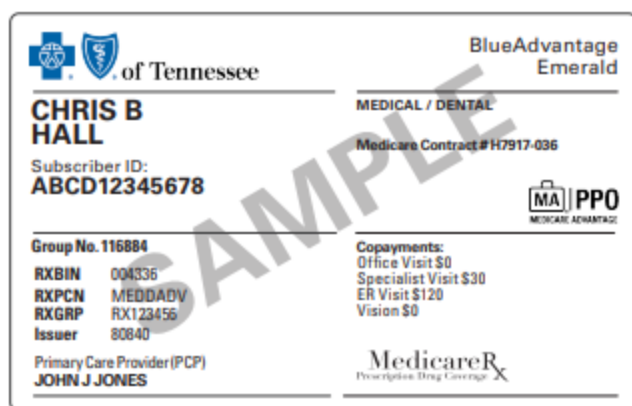 of Tennessee
BlueAdvantage
Emerald
CHRIS B
HALL
Subscriber ID:
ABCD12345678
MEDICAL / DENTAL
Medicare Contract # H7917-036
MA PPO
MEDICARE ADVANTAGE
SAMPLE
Group No. 116884
RXBIN 004336
RXPCN MEDDADV
RXGRP RX123456
Issuer 80840
Primary Care Provider (PCP)
JOHN J JONES
Copayments:
Office Visit $0
Specialist Visit $30
ER Visit $120
Vision $0
MedicareRx
Prescription Drug Coverage